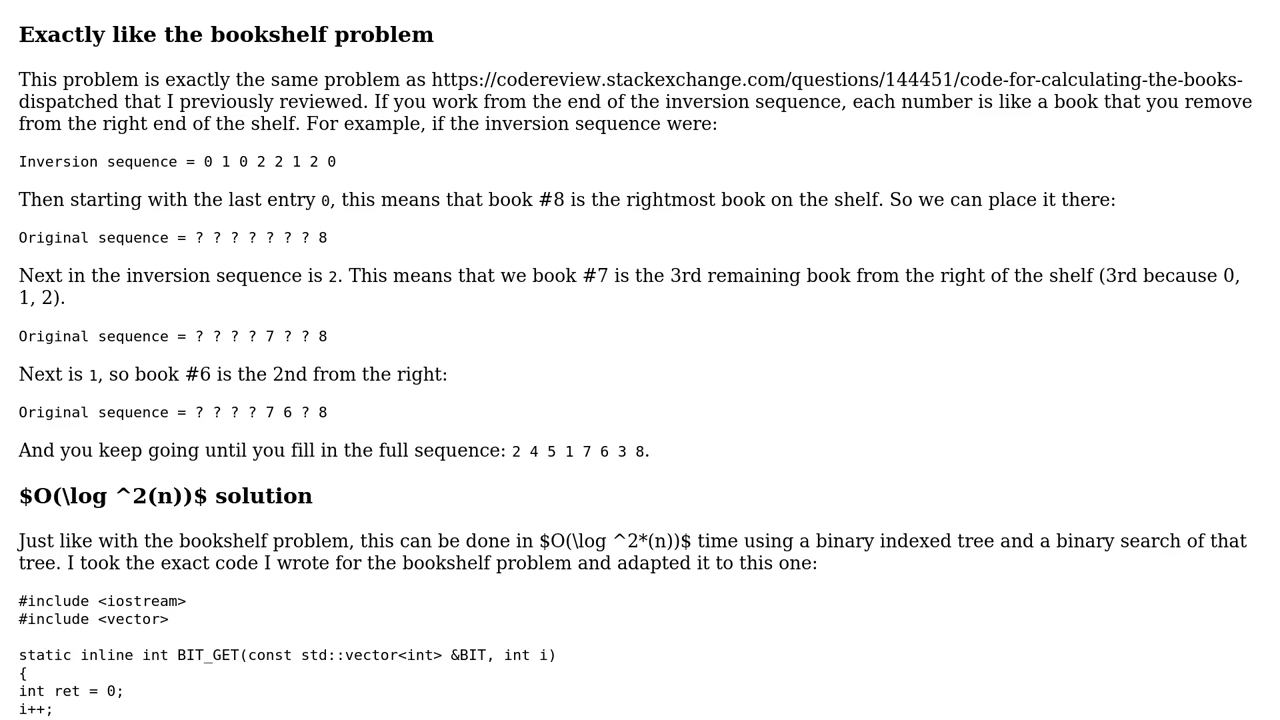 Exactly like the bookshelf problem
This problem is exactly the same problem as https://codereview.stackexchange.com/questions/144451/code-for-calculating-the-books-
dispatched that I previously reviewed. If you work from the end of the inversion sequence, each number is like a book that you remove
from the right end of the shelf. For example, if the inversion sequence were:
Inversion sequence = 0 1 0 2 2 1 2 0
Then starting with the last entry 0, this means that book #8 is the rightmost book on the shelf. So we can place it there:
Original sequence = ? ? ? ? ? ? ? 8
Next in the inversion sequence is 2. This means that we book #7 is the 3rd remaining book from the right of the shelf (3rd because 0,
1, 2).
Original sequence = ? ? ? ? 7 ? ? 8
Next is 1, so book #6 is the 2nd from the right:
Original sequence = ? ? ? ? 7 6 ? 8
And you keep going until you fill in the full sequence: 2 4 5 1 7 6 3 8.
$O(\log ^2(n))$ solution
Just like with the bookshelf problem, this can be done in $O(\log ^2*(n))$ time using a binary indexed tree and a binary search of that
tree. I took the exact code I wrote for the bookshelf problem and adapted it to this one:
#include <iostream>
#include <vector>
static inline int BIT_GET(const std::vector<int> &BIT, int i)
{
int ret = 0;
i++;